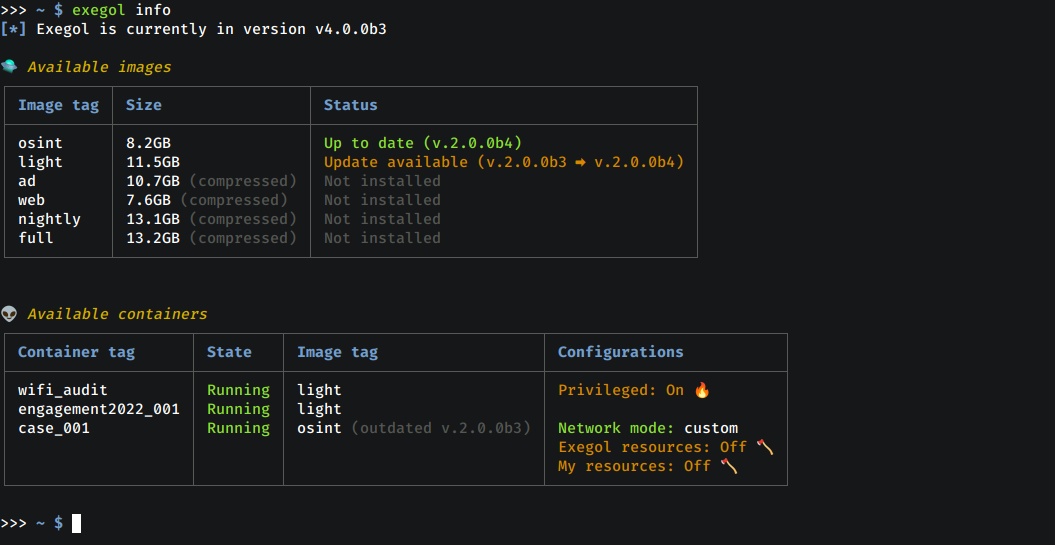 >>> ~ $ exegol info
[*] Exegol is currently in version v4.0.0b3
🛸 Available images
Image tag Size Status
osint 8.2GB Up to date (v.2.0.0b4)
light 11.5GB Update available (v.2.0.0b3 ➡ v.2.0.0b4)
ad 10.7GB (compressed) Not installed
web 7.6GB (compressed) Not installed
nightly 13.1GB (compressed) Not installed
full 13.2GB (compressed) Not installed
👽 Available containers
Container tag State Image tag Configurations
wifi_audit Running light Privileged: On 🔥
engagement2022_001 Running light
case_001 Running osint (outdated v.2.0.0b3) Network mode: custom
Exegol resources: Off 🪓
My resources: Off 🪓
>>> ~ $